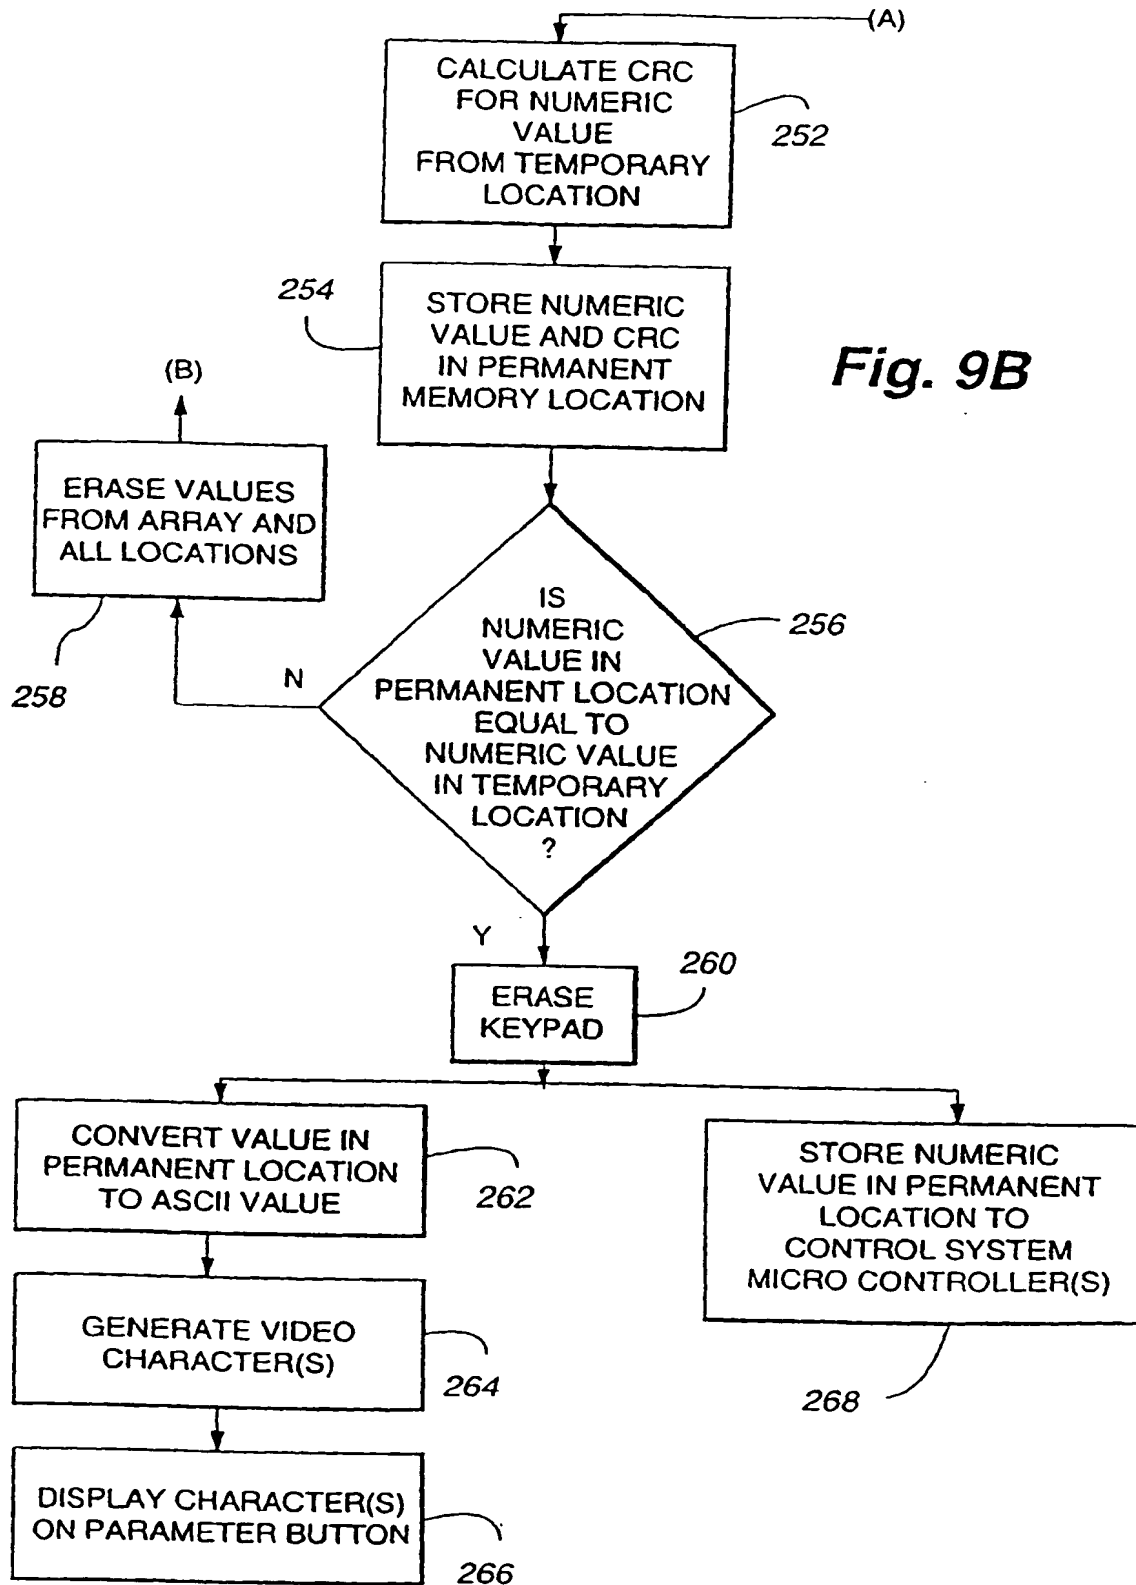 (A)
CALCULATE CRC
FOR NUMERIC
VALUE
FROM TEMPORARY
LOCATION
252
254
STORE NUMERIC
VALUE AND CRC
IN PERMANENT
MEMORY LOCATION
Fig. 9B
(B)
ERASE VALUES
FROM ARRAY AND
ALL LOCATIONS
258
N
IS
NUMERIC
VALUE IN
PERMANENT LOCATION
EQUAL TO
NUMERIC VALUE
IN TEMPORARY
LOCATION
?
256
Y
ERASE
KEYPAD
260
CONVERT VALUE IN
PERMANENT LOCATION
TO ASCII VALUE
262
GENERATE VIDEO
CHARACTER(S)
264
DISPLAY CHARACTER(S)
ON PARAMETER BUTTON
266
STORE NUMERIC
VALUE IN PERMANENT
LOCATION TO
CONTROL SYSTEM
MICRO CONTROLLER(S)
268